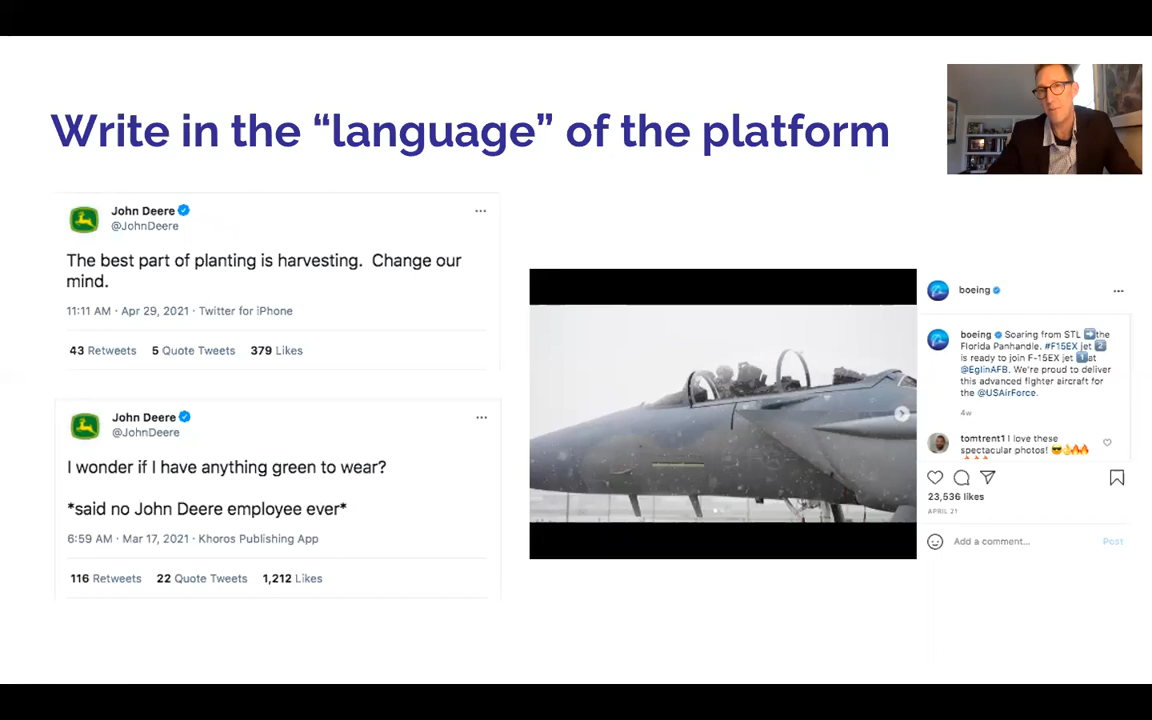 Write in the “language” of the platform
John Deere
@JohnDeere
The best part of planting is harvesting.  Change our
mind.
11:11 AM · Apr 29, 2021 · Twitter for iPhone
43 Retweets  5 Quote Tweets  379 Likes
John Deere
@JohnDeere
I wonder if I have anything green to wear?
*said no John Deere employee ever*
6:59 AM · Mar 17, 2021 · Khoros Publishing App
116 Retweets  22 Quote Tweets  1,212 Likes
boeing
boeing Soaring from STL ➡️the
Florida Panhandle. #F15EX jet 2️⃣
is ready to join F-15EX jet 1️⃣at
@EglinAFB. We're proud to deliver
this advanced fighter aircraft for
the @USAirForce.
4w
tomtrent1 I love these
spectacular photos! 😎👌🔥🔥
23,536 likes
APRIL 21
Add a comment...
Post